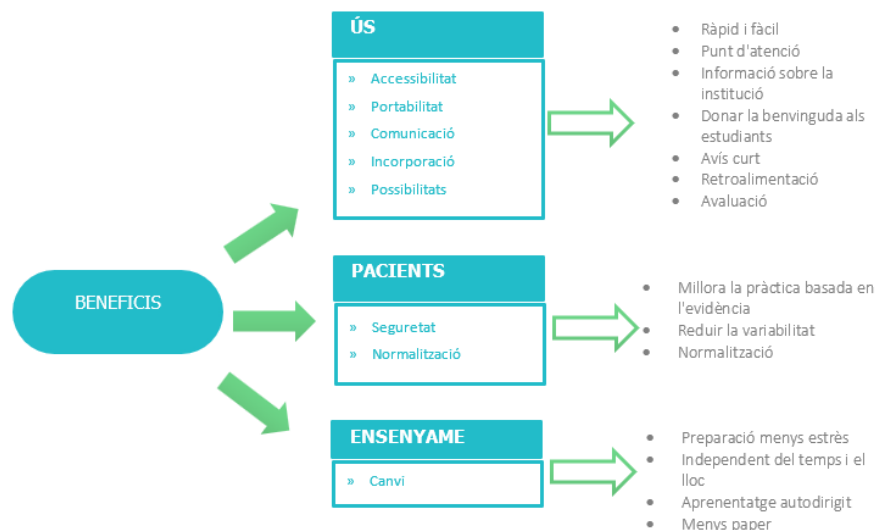 BENEFICIS
ÚS
» Accessibilitat
» Portabilitat
» Comunicació
» Incorporació
» Possibilitats
• Ràpid i fàcil
• Punt d'atenció
• Informació sobre la
institució
• Donar la benvinguda als
estudiants
• Avís curt
• Retroalimentació
• Avaluació
PACIENTS
» Seguretat
» Normalització
• Millora la pràctica basada en
l'evidència
• Reduir la variabilitat
• Normalització
ENSENYAME
» Canvi
• Preparació menys estrès
• Independent del temps i el
lloc
• Aprenentatge autodirigit
• Menys paper